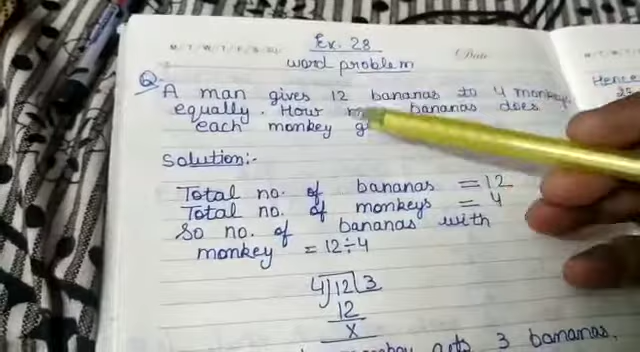 Ex. 28
M / T / W / T / F / S / SU
Date
word problem
Q A man gives 12 bananas to 4 monkeys
equally. How bananas does
each monkey
Solution:-
Total no. of bananas = 12
Total no. of monkeys = 4
So no. of bananas with
monkey = 12÷4
4)12(3
12
x
gets 3 bananas.
Hence